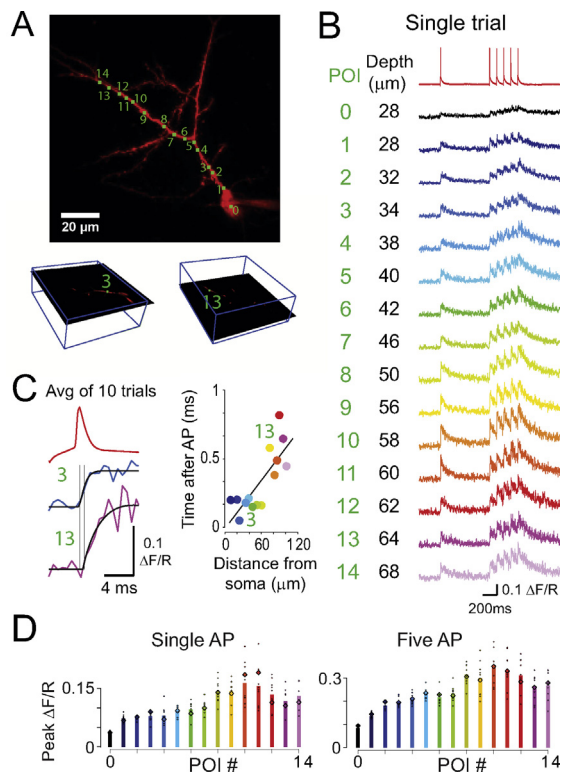 A
14
12
13
10
11
9
8
7
6
5
4
3
2
1
0
20 µm
3
13
B
Single trial
POI
Depth
(µm)
0 28
1 28
2 32
3 34
4 38
5 40
6 42
7 46
8 50
9 56
10 58
11 60
12 62
13 64
14 68
0.1 ΔF/R
200ms
C
Avg of 10 trials
3
13
0.1
ΔF/R
4 ms
Time after AP (ms)
1
0.5
0
13
3
0 60 120
Distance from
soma (µm)
D
Single AP
Peak ΔF/R
0.15
0
0 POI # 14
Five AP
0.3
0
0 POI # 14